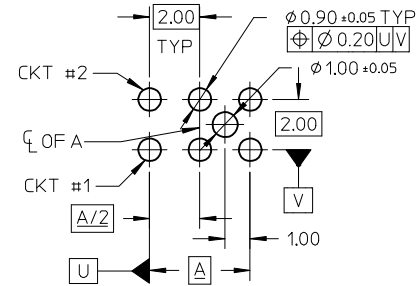 2.00
TYP
⌀0.90 ±0.05 TYP
⌖ ⌀ 0.20 U V
⌀1.00 ±0.05
CKT #2
℄ OF A
2.00
CKT #1
A/2
V
1.00
U
A